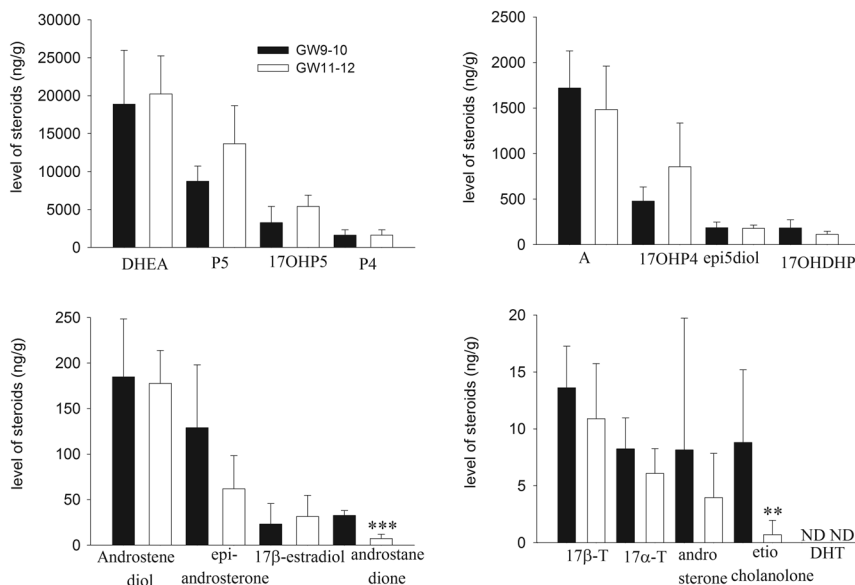 level of steroids (ng/g)
30000
25000
20000
15000
10000
5000
0
GW9-10
GW11-12
DHEA P5 17OHP5 P4
level of steroids (ng/g)
2500
2000
1500
1000
500
0
A 17OHP4 epi5diol 17OHDHP
level of steroids (ng/g)
250
200
150
100
50
0
***
Androstene epi- 17β-estradiol androstane
diol androsterone dione
level of steroids (ng/g)
20
15
10
5
0
**
ND ND
17β-T 17α-T andro etio DHT
sterone cholanolone